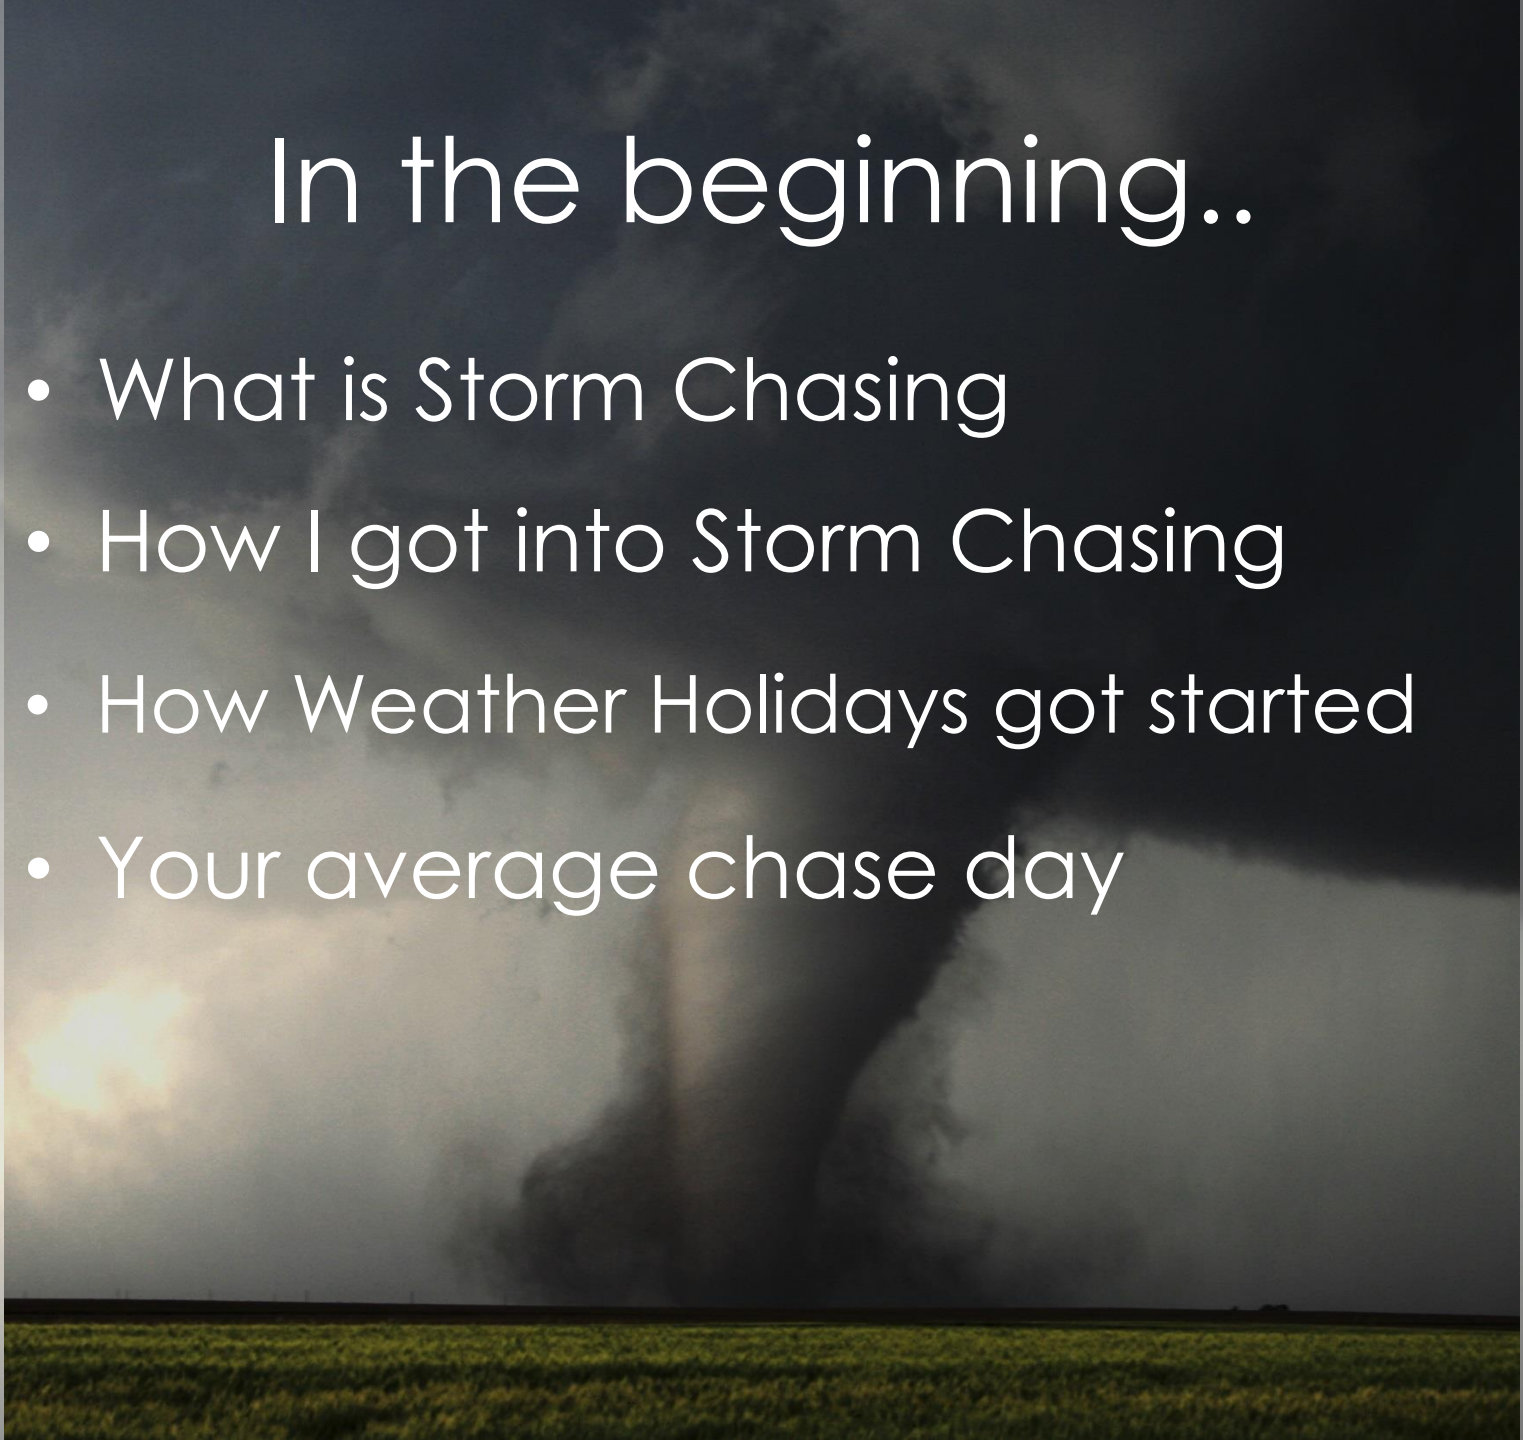 In the beginning..
• What is Storm Chasing
• How I got into Storm Chasing
• How Weather Holidays got started
• Your average chase day